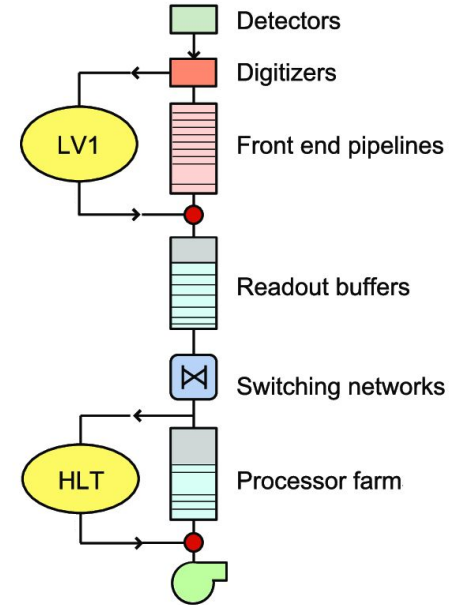 Detectors
Digitizers
LV1
Front end pipelines
Readout buffers
Switching networks
HLT
Processor farm